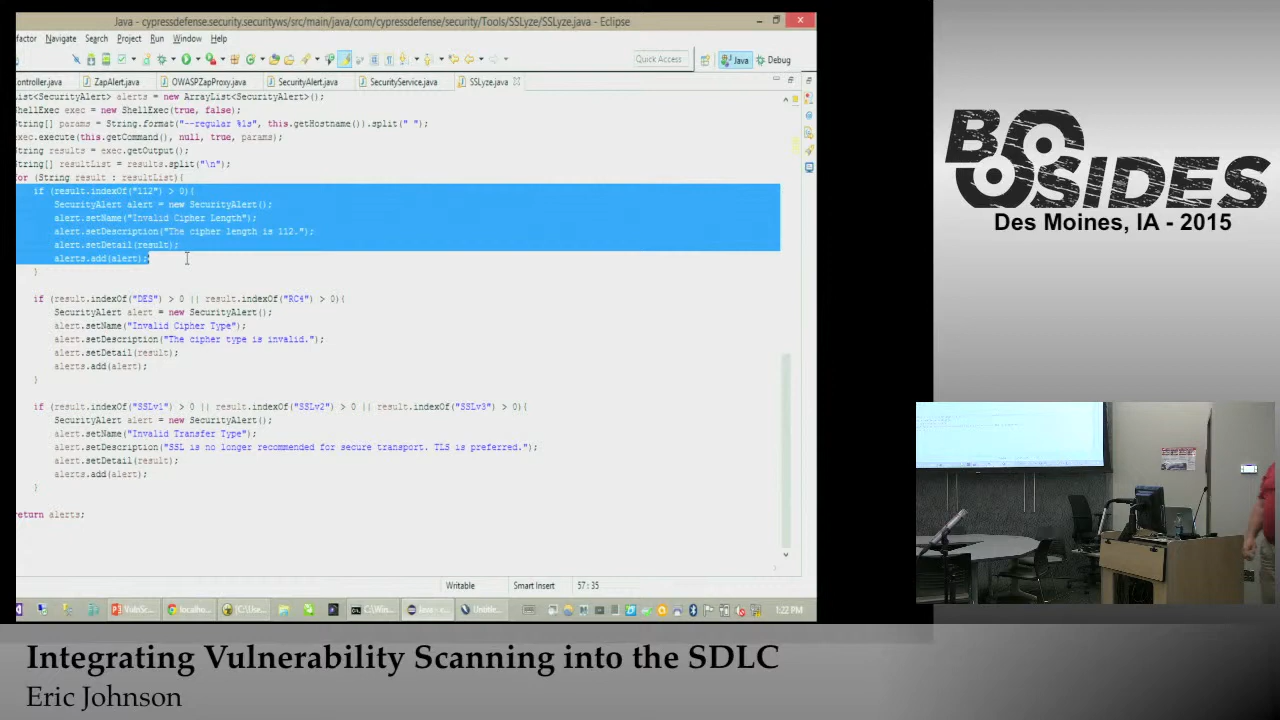 Java - cypressdefense.security.securityws/src/main/java/com/cypressdefense/security/Tools/SSLyze/SSLyze.java - Eclipse
factor Navigate Search Project Run Window Help
Quick Access
Java
Debug
ontroller.java ZapAlert.java OWASPZapProxy.java SecurityAlert.java SecurityService.java SSLyze.java
ist<SecurityAlert> alerts = new ArrayList<SecurityAlert>();
ShellExec exec = new ShellExec(true, false);
String[] params = String.format("--regular %1s", this.getHostname()).split(" ");
exec.execute(this.getCommand(), null, true, params);
String results = exec.getOutput();
String[] resultList = results.split("\n");
for (String result : resultList){
if (result.indexOf("112") > 0){
SecurityAlert alert = new SecurityAlert();
alert.setName("Invalid Cipher Length");
alert.setDescription("The cipher length is 112.");
alert.setDetail(result);
alerts.add(alert);
}
if (result.indexOf("DES") > 0 || result.indexOf("RC4") > 0){
SecurityAlert alert = new SecurityAlert();
alert.setName("Invalid Cipher Type");
alert.setDescription("The cipher type is invalid.");
alert.setDetail(result);
alerts.add(alert);
}
if (result.indexOf("SSLv1") > 0 || result.indexOf("SSLv2") > 0 || result.indexOf("SSLv3") > 0){
SecurityAlert alert = new SecurityAlert();
alert.setName("Invalid Transfer Type");
alert.setDescription("SSL is no longer recommended for secure transport. TLS is preferred.");
alert.setDetail(result);
alerts.add(alert);
}
return alerts;
Writable Smart Insert 57 : 35
localho... C:\Win... Java - e... Untitle... 1:22 PM
BSIDES
Des Moines, IA - 2015
Integrating Vulnerability Scanning into the SDLC
Eric Johnson